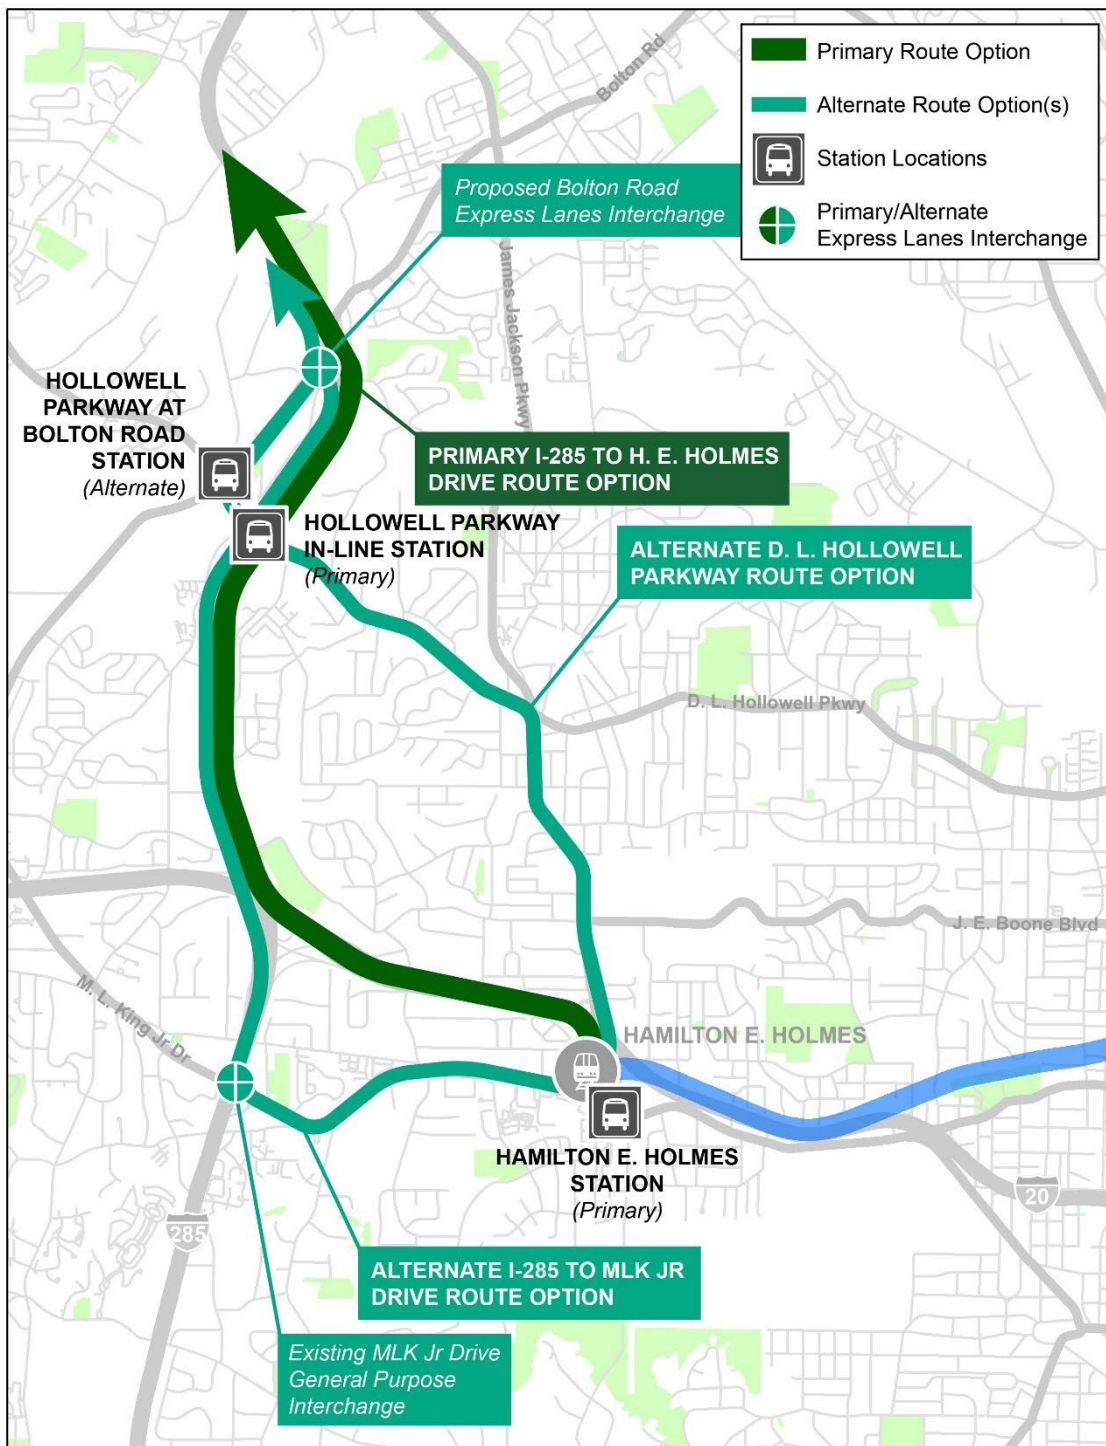 Primary Route Option
Alternate Route Option(s)
Station Locations
Primary/Alternate
Express Lanes Interchange
Bolton Rd
Proposed Bolton Road
Express Lanes Interchange
James Jackson Pkwy
HOLLOWELL
PARKWAY AT
BOLTON ROAD
STATION
(Alternate)
PRIMARY I-285 TO H. E. HOLMES
DRIVE ROUTE OPTION
HOLLOWELL PARKWAY
IN-LINE STATION
(Primary)
ALTERNATE D. L. HOLLOWELL
PARKWAY ROUTE OPTION
D. L. Hollowell Pkwy
J. E. Boone Blvd
M. L. King Jr Dr
HAMILTON E. HOLMES
HAMILTON E. HOLMES
STATION
(Primary)
20
285
ALTERNATE I-285 TO MLK JR
DRIVE ROUTE OPTION
Existing MLK Jr Drive
General Purpose
Interchange